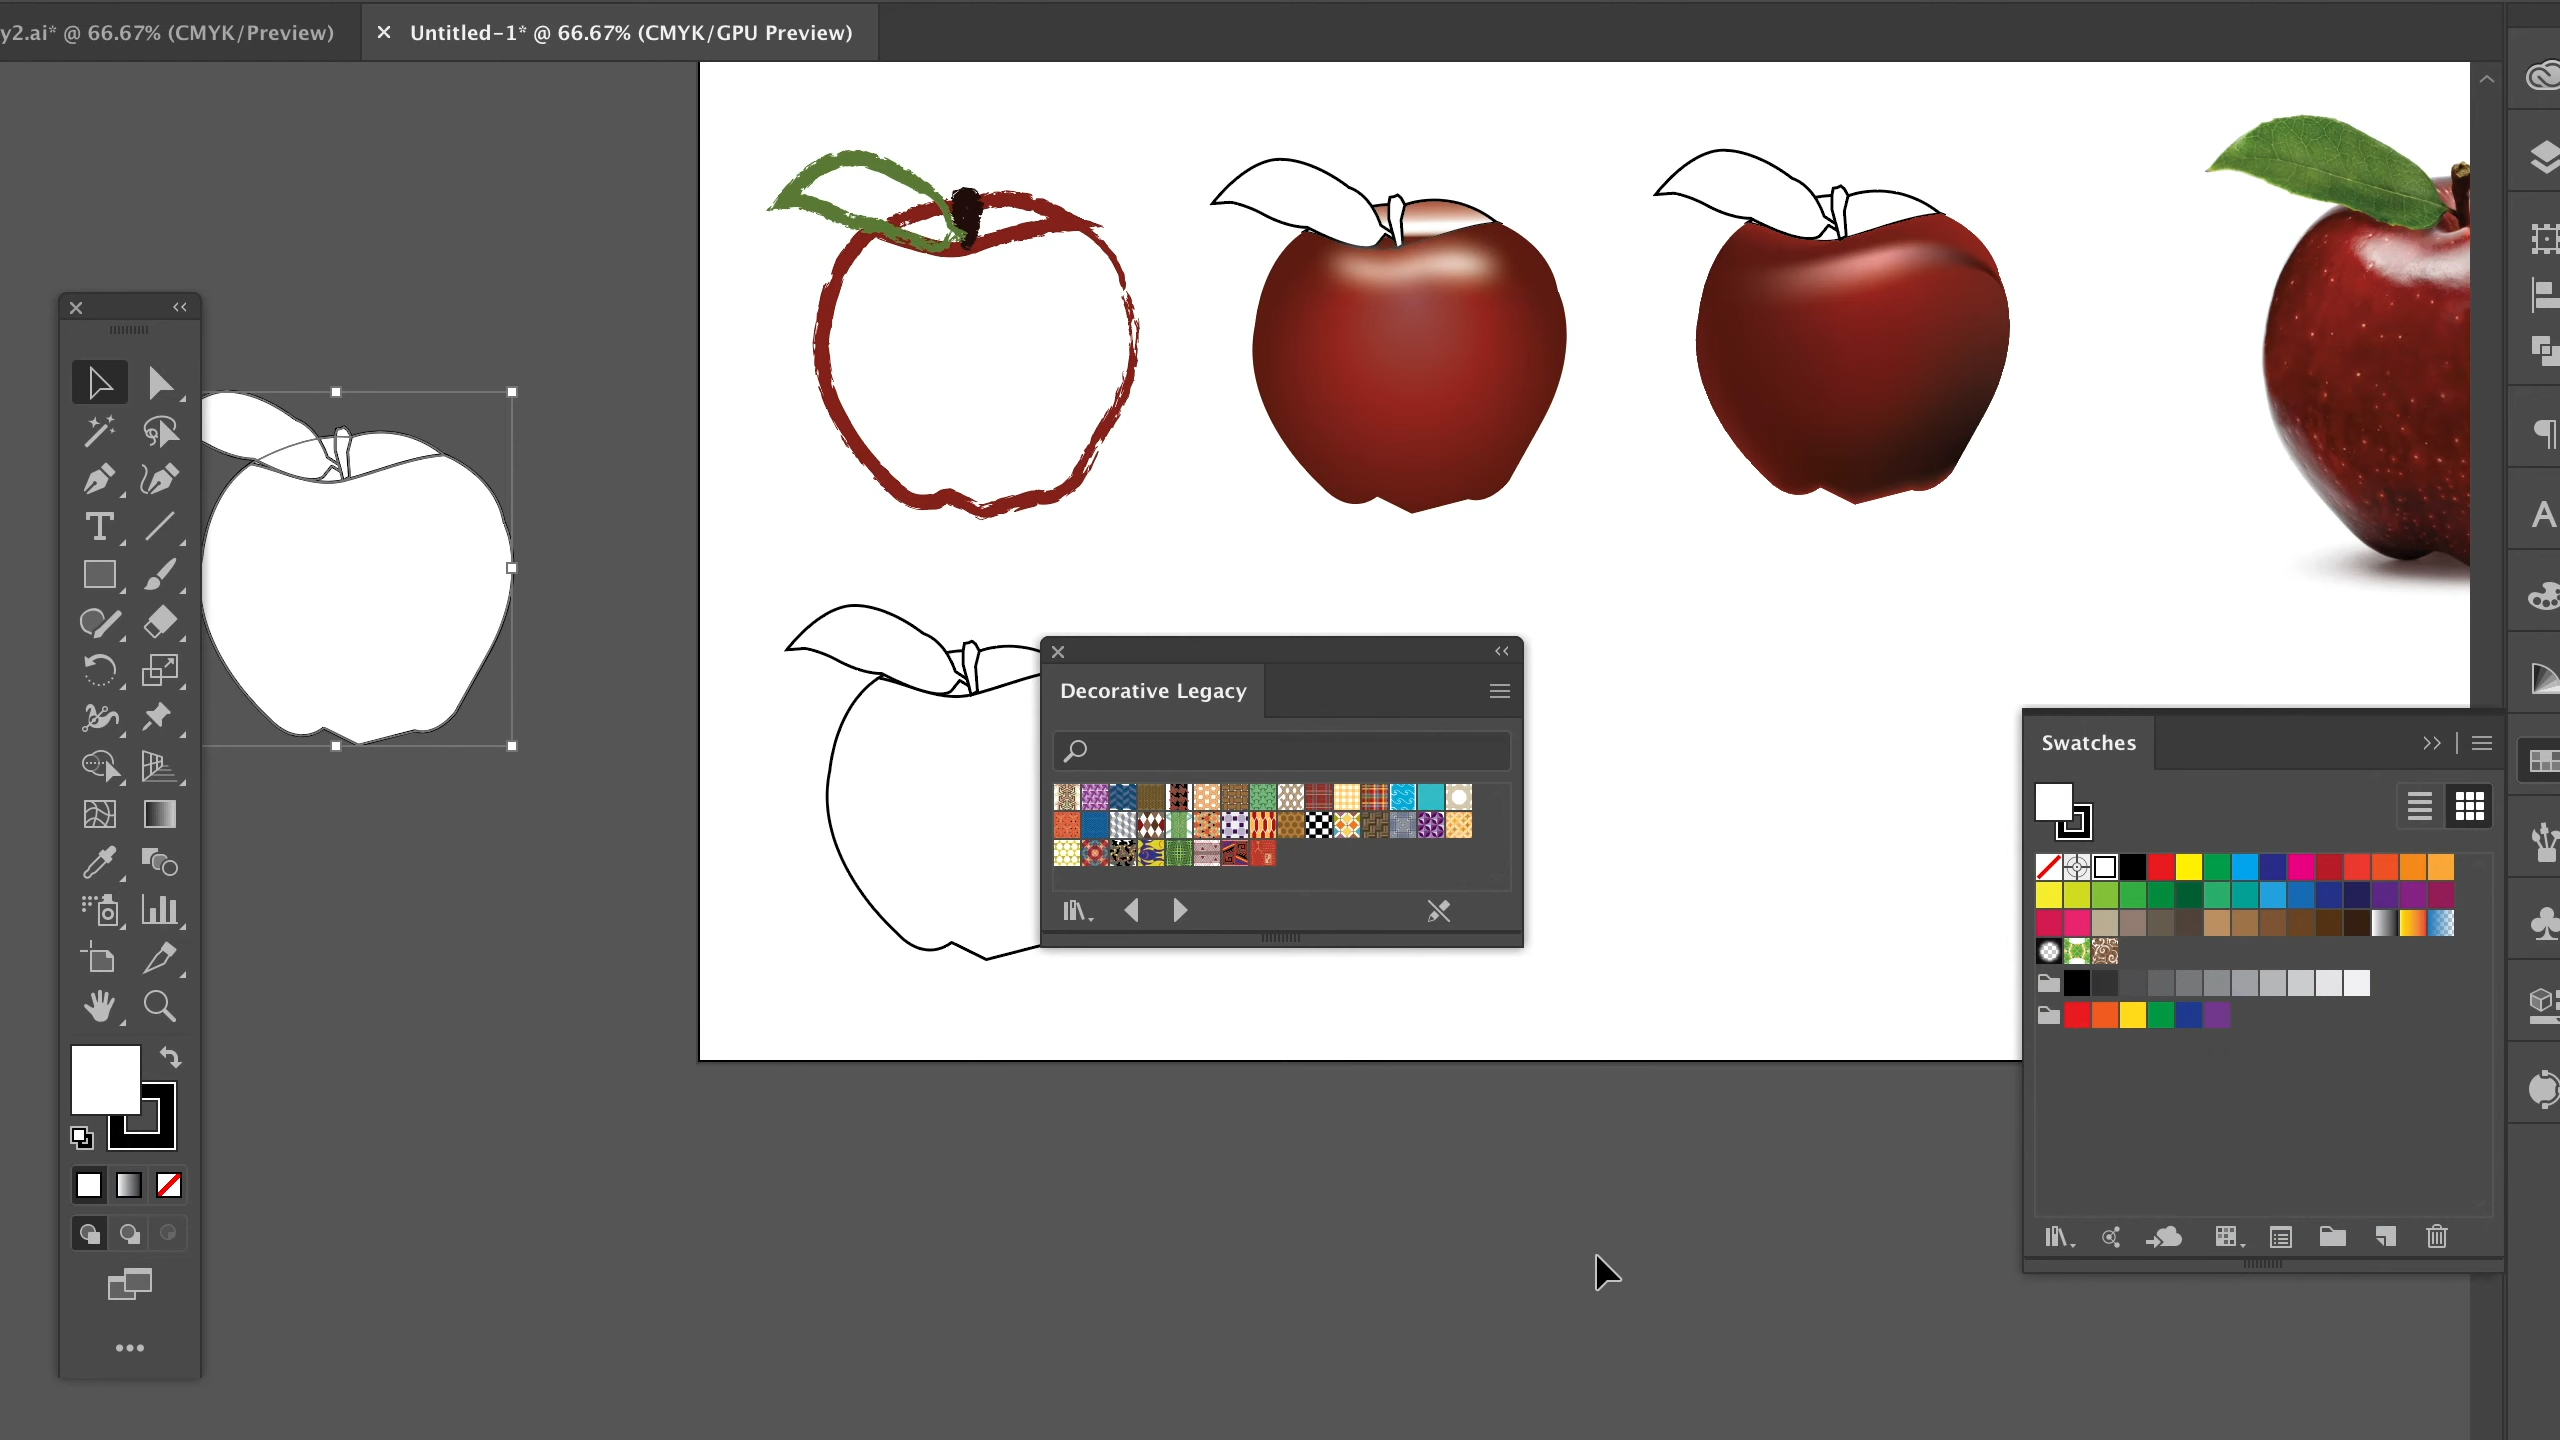 y2.ai* @ 66.67% (CMYK/Preview)
Untitled-1* @ 66.67% (CMYK/GPU Preview)
Decorative Legacy
Swatches